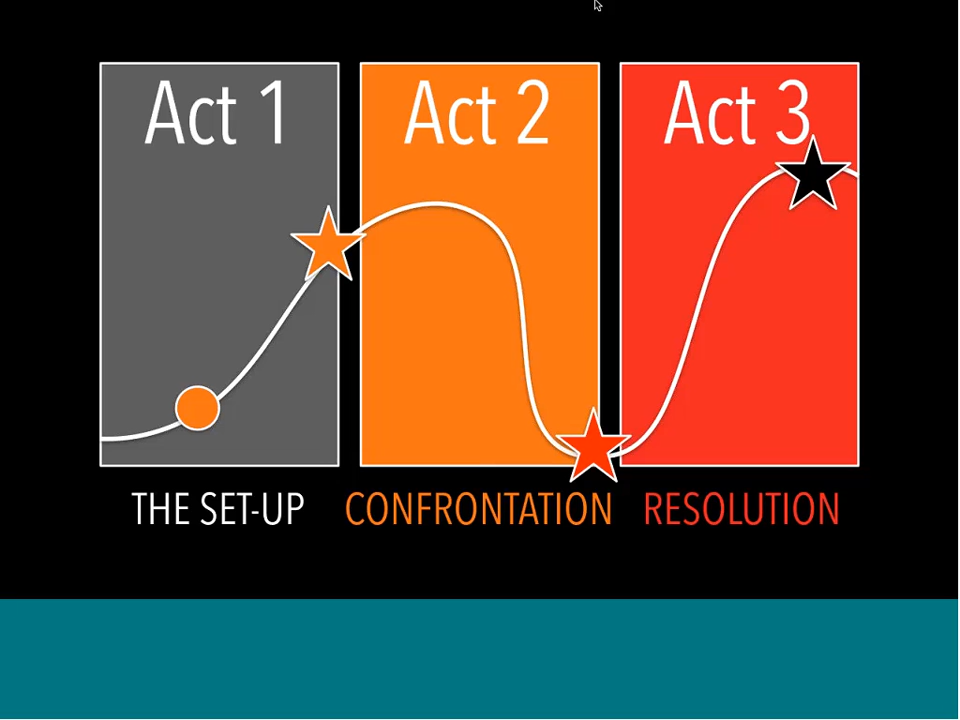 Act 1
Act 2
Act 3
THE SET-UP
CONFRONTATION
RESOLUTION